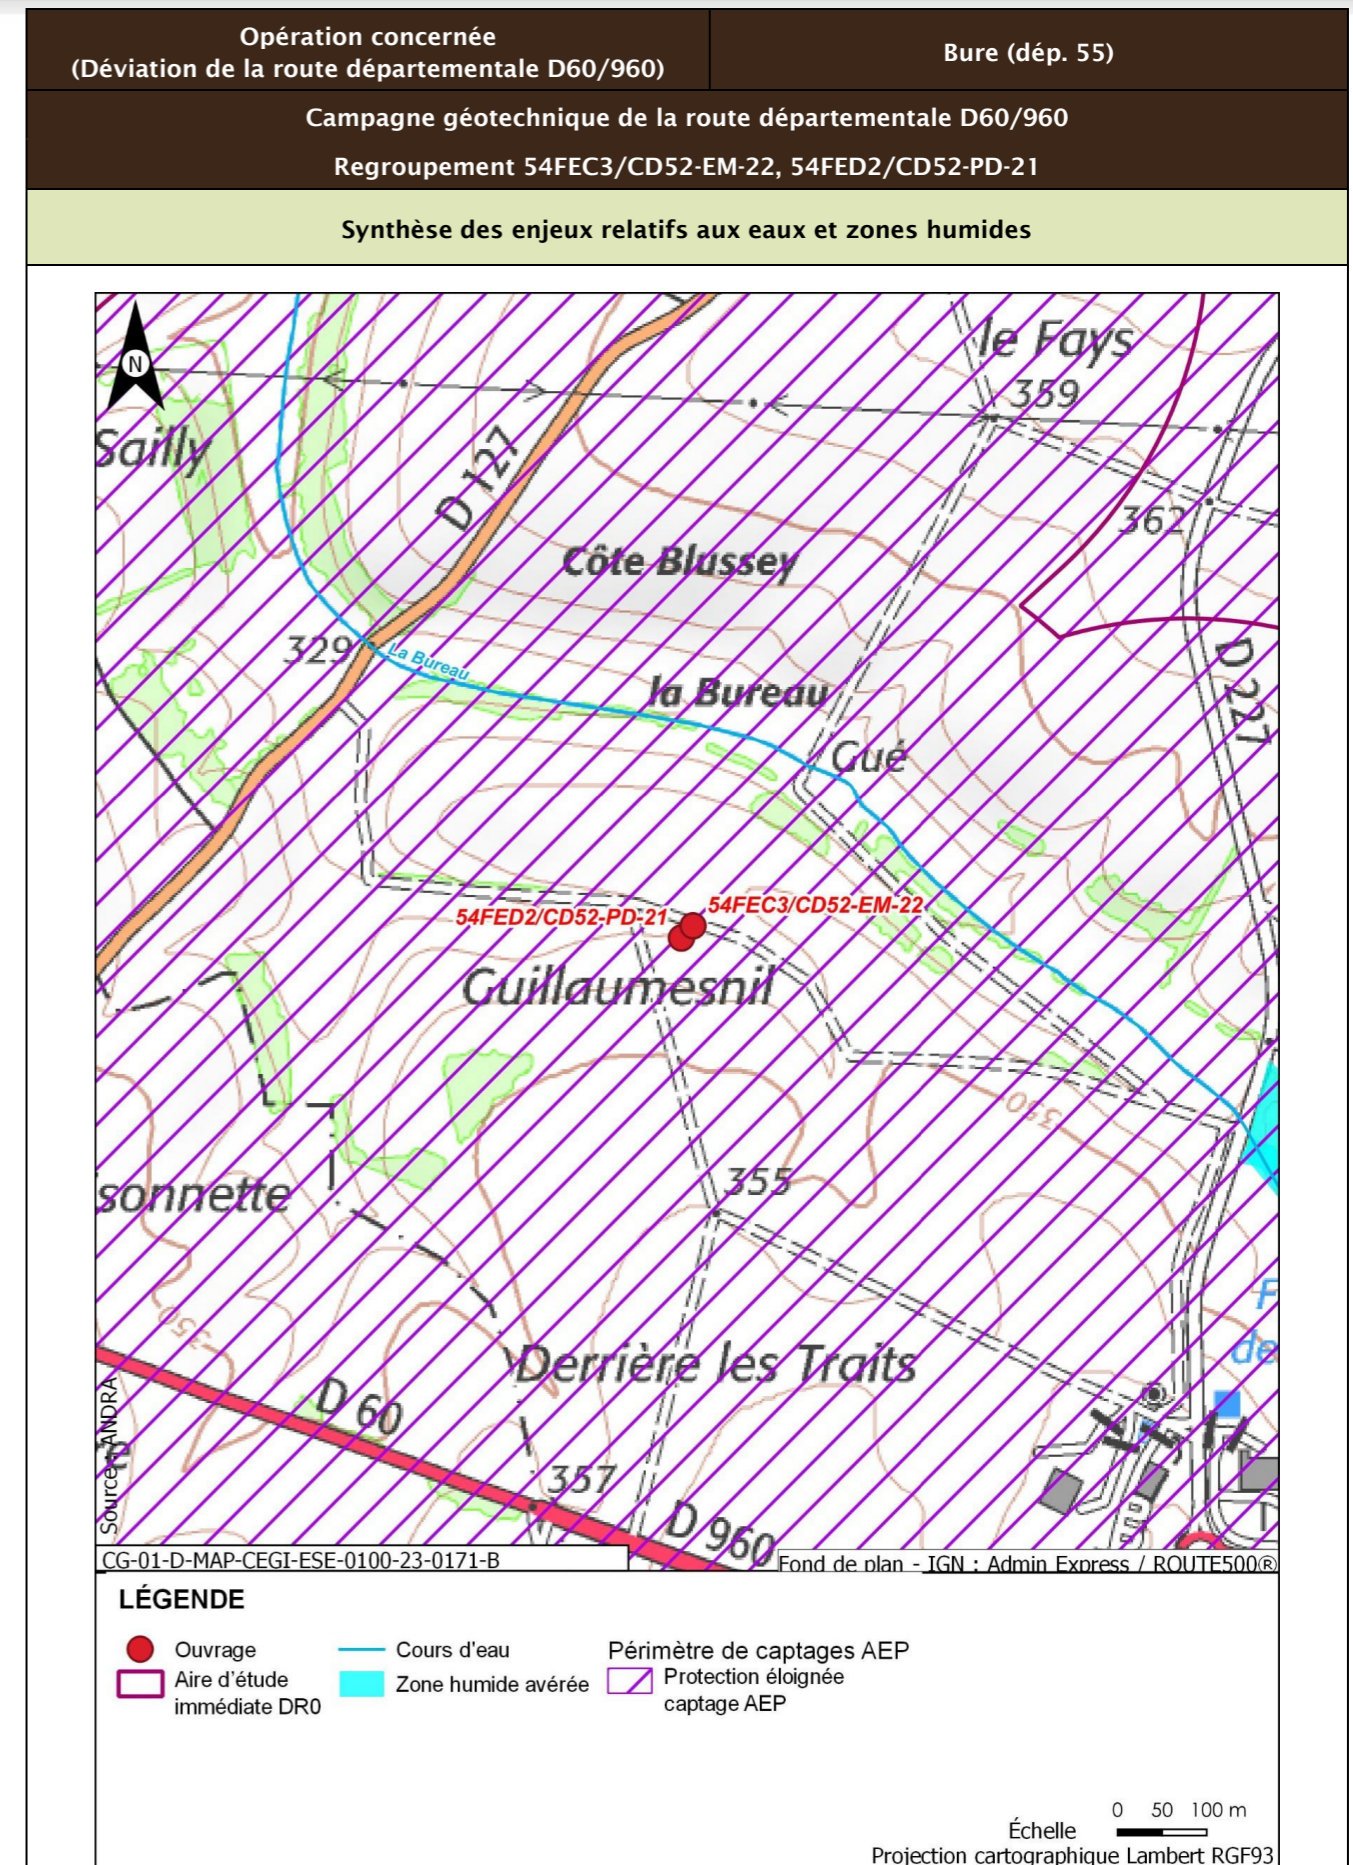 Opération concernée
(Déviation de la route départementale D60/960)
Bure (dép. 55)
Campagne géotechnique de la route départementale D60/960
Regroupement 54FEC3/CD52-EM-22, 54FED2/CD52-PD-21
Synthèse des enjeux relatifs aux eaux et zones humides
N
le Fays
359
Sailly
D 127
362
Côte Blussey
329
La Bureau
la Bureau
D 227
Gué
54FEC3/CD52-EM-22
54FED2/CD52-PD-21
Guillaumesnil
350
355
sonnette
F
de
350
Derrière les Traits
D 60
357
D 960
Source : ANDRA
CG-01-D-MAP-CEGI-ESE-0100-23-0171-B
Fond de plan - IGN : Admin Express / ROUTE500®
LÉGENDE
Ouvrage
Aire d'étude
immédiate DR0
Cours d'eau
Zone humide avérée
Périmètre de captages AEP
Protection éloignée
captage AEP
0 50 100 m
Échelle
Projection cartographique Lambert RGF93